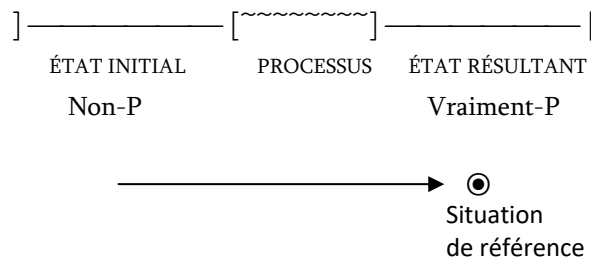 ] [~~~~~~~~] [
ÉTAT INITIAL PROCESSUS ÉTAT RÉSULTANT
Non-P Vraiment-P
Situation
de référence